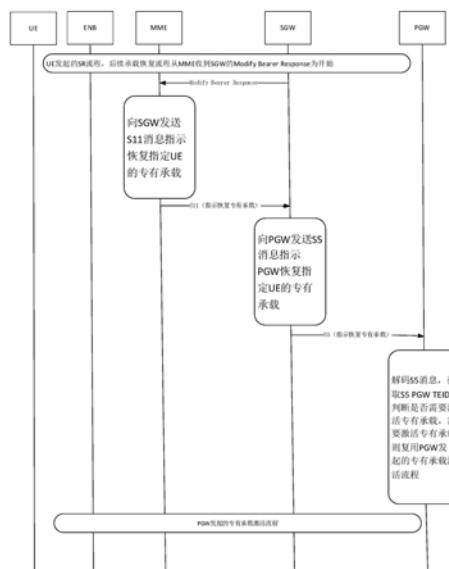 UE
ENB
MME
SGW
PGW
UE发起的SR流程，后续承载恢复流程从MME收到SGW的Modify Bearer Response为开始
Modify Bearer Response
向SGW发送
S11消息指示
恢复指定UE
的专有承载
S11（指示恢复专有承载）
向PGW发送S5
消息指示
PGW恢复指
定UE的专有
承载
S5（指示恢复专有承载）
解码S5消息，
取S5 PGW TEID
判断是否需要
活专有承载，
要激活专有承
则复用PGW发
起的专有承载
活流程
PGW发起的专有承载激活流程